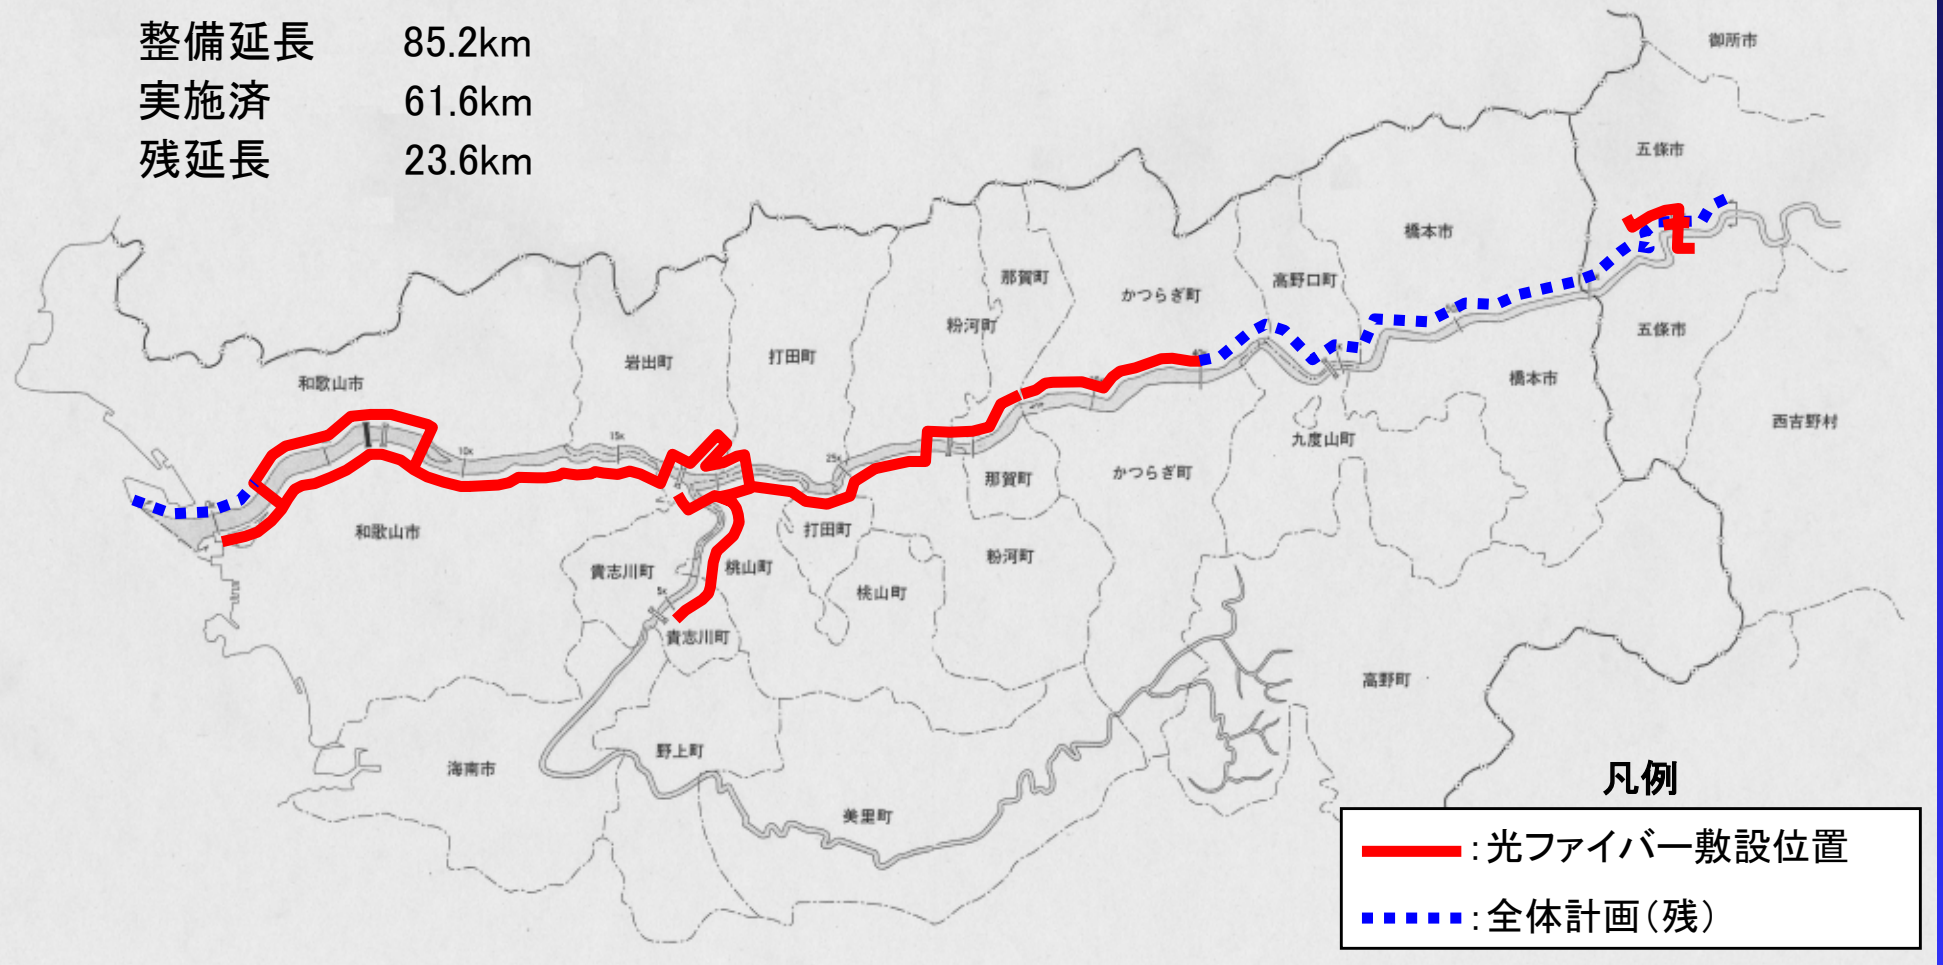 整備延長 85.2km
実施済 61.6km
残延長 23.6km
御所市
五條市
橋本市
那賀町
高野口町
かつらぎ町
粉河町
五條市
打田町
岩出町
橋本市
和歌山市
西吉野村
九度山町
15K
10K
25K
かつらぎ町
那賀町
打田町
和歌山市
粉河町
桃山町
貴志川町
5K
桃山町
貴志川町
高野町
野上町
海南市
美里町
凡例
:光ファイバー敷設位置
:全体計画(残)